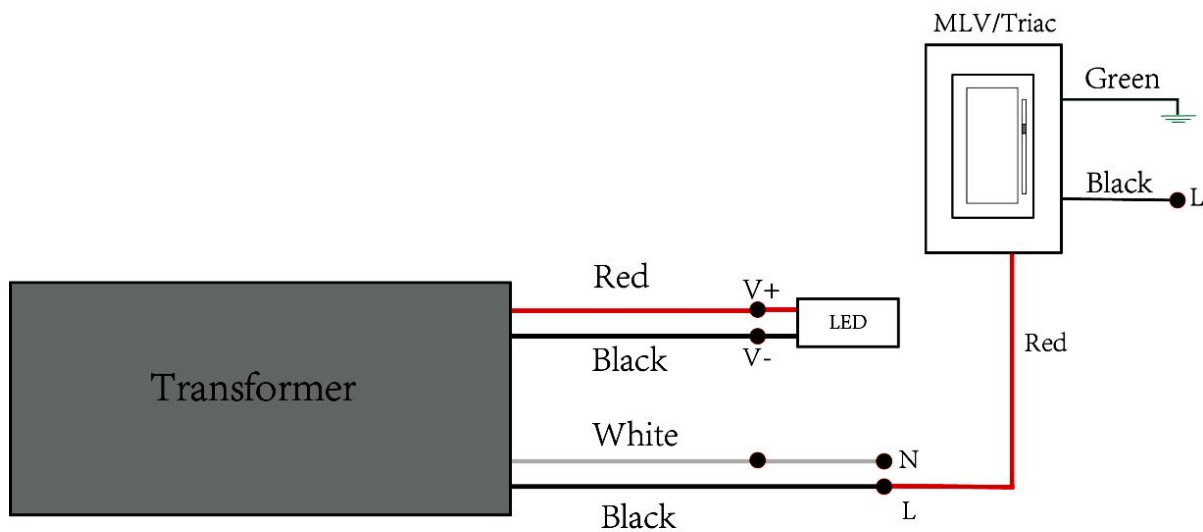 MLV/Triac
Green
Black
L
Red
V+
LED
Black
V-
Red
Transformer
White
N
L
Black